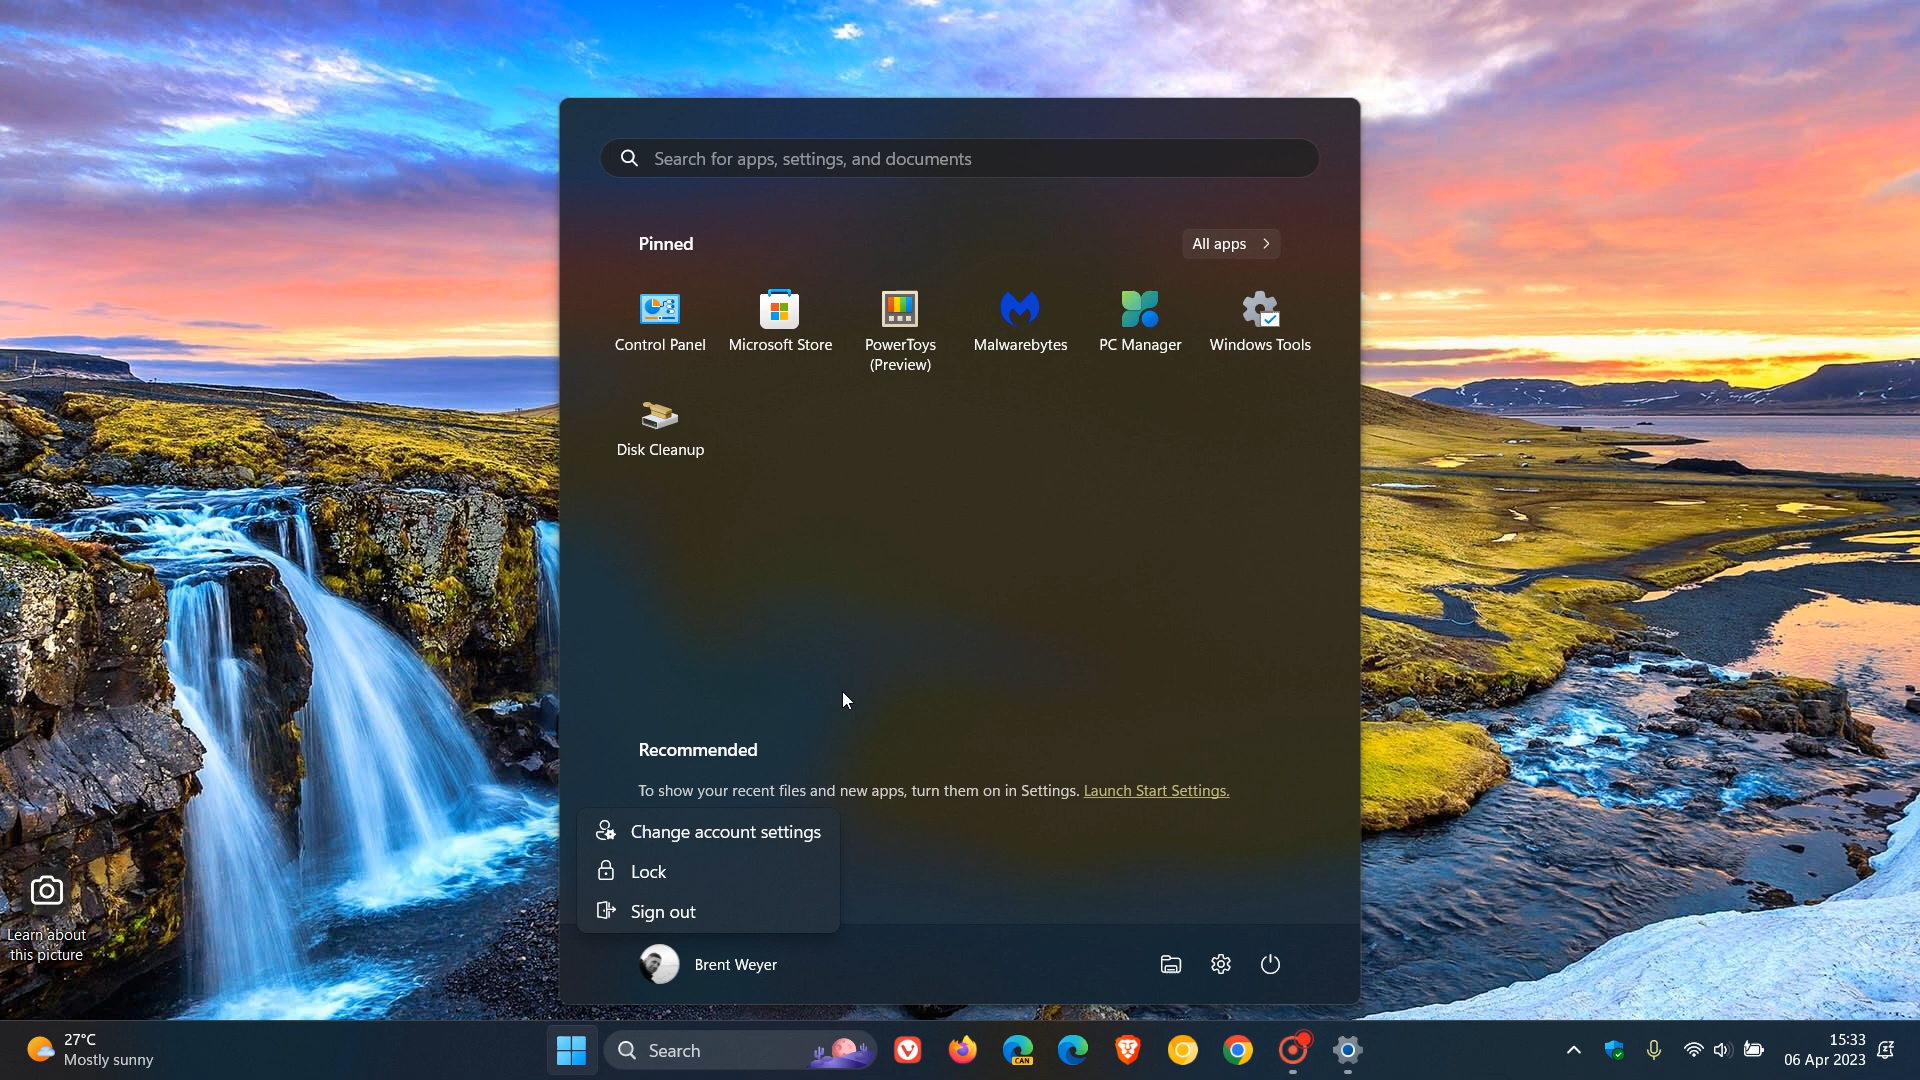 Search for apps, settings, and documents
Pinned
All apps
Control Panel
Microsoft Store
PowerToys
(Preview)
Malwarebytes
PC Manager
Windows Tools
Disk Cleanup
Recommended
To show your recent files and new apps, turn them on in Settings. Launch Start Settings.
Change account settings
Lock
Sign out
Brent Weyer
Learn about
this picture
27°C
Mostly sunny
Search
CAN
15:33
06 Apr 2023